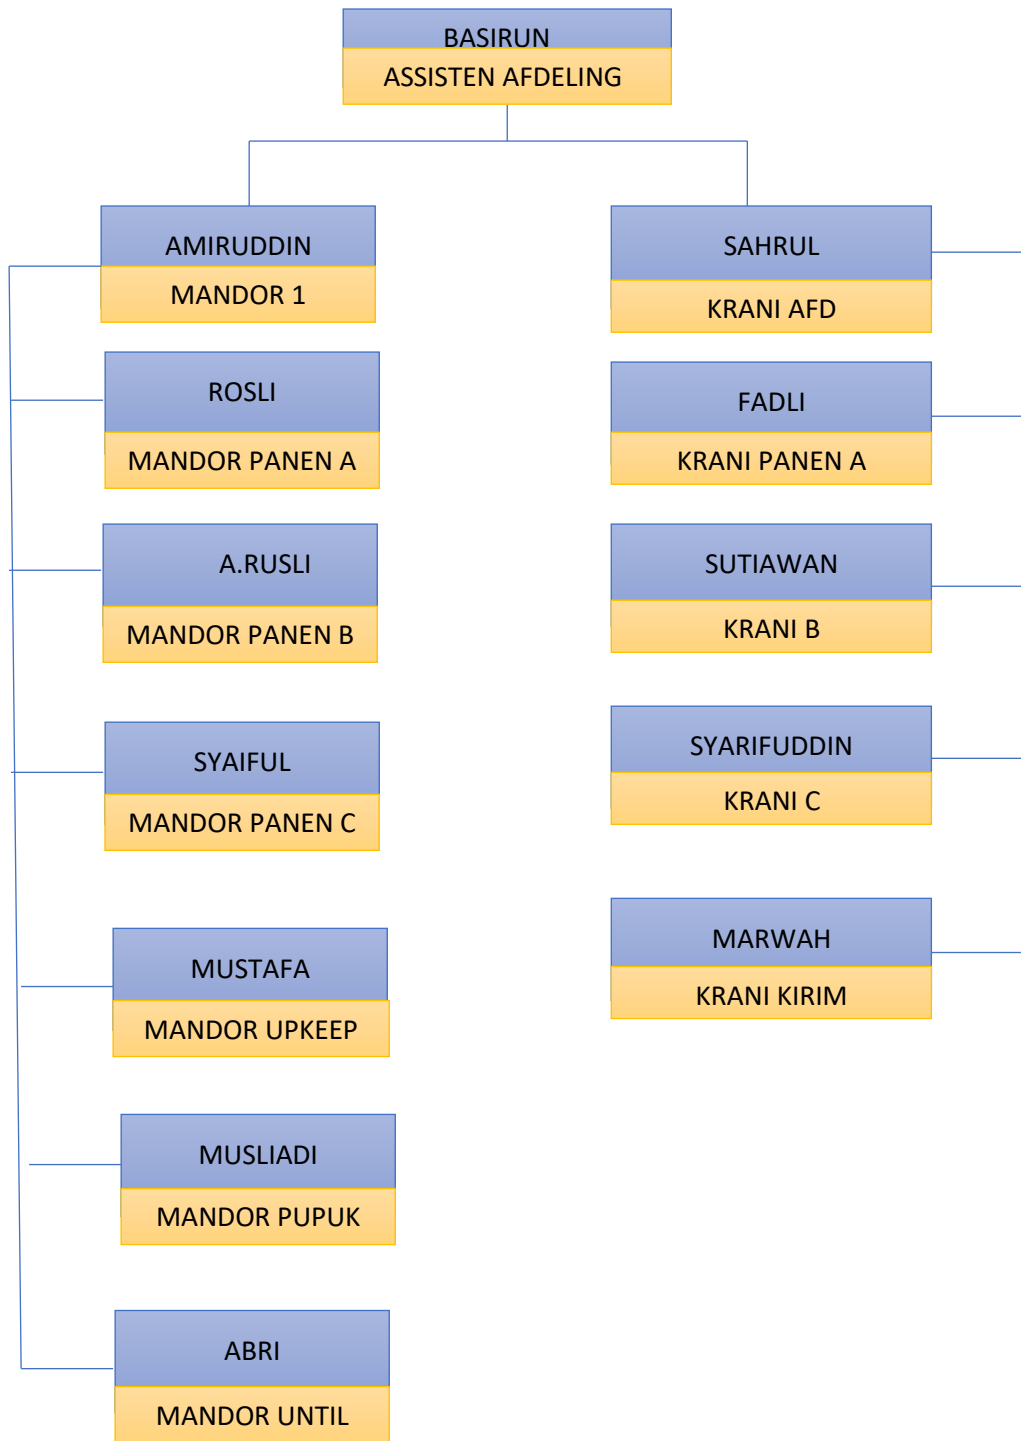 BASIRUN
ASSISTEN AFDELING
AMIRUDDIN
MANDOR 1
ROSLI
MANDOR PANEN A
A.RUSLI
MANDOR PANEN B
SYAIFUL
MANDOR PANEN C
MUSTAFA
MANDOR UPKEEP
MUSLIADI
MANDOR PUPUK
ABRI
MANDOR UNTIL
SAHRUL
KRANI AFD
FADLI
KRANI PANEN A
SUTIAWAN
KRANI B
SYARIFUDDIN
KRANI C
MARWAH
KRANI KIRIM